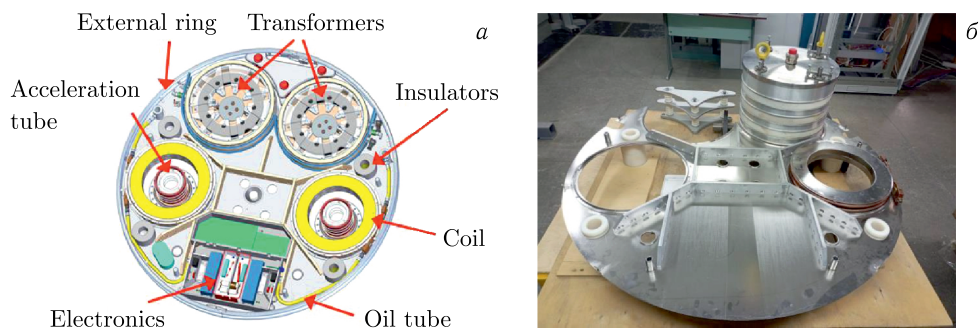 External ring
Transformers
а
б
Acceleration
tube
Insulators
Coil
Electronics
Oil tube